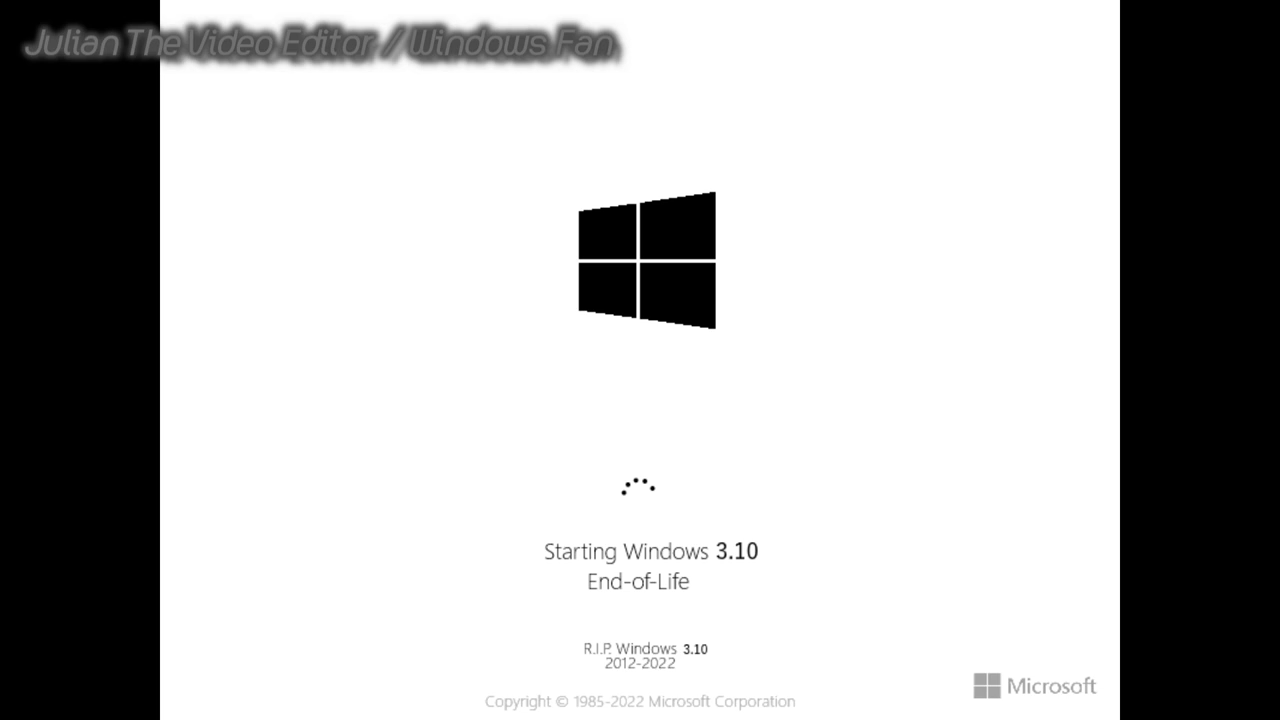 Julian The Video Editor / Windows Fan
Starting Windows 3.10
End-of-Life
R.I.P. Windows 3.10
2012-2022
Copyright © 1985-2022 Microsoft Corporation
Microsoft